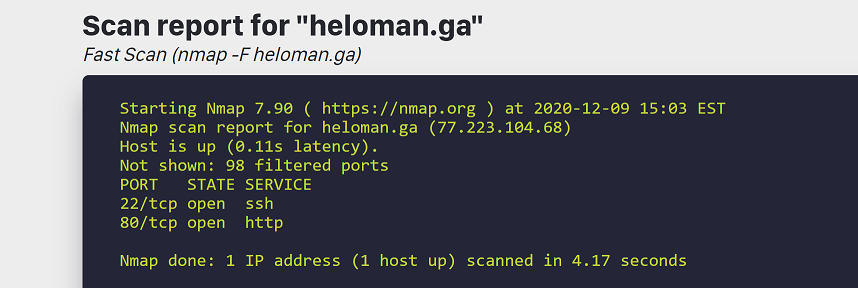 Scan report for "heloman.ga"
Fast Scan (nmap -F heloman.ga)
Starting Nmap 7.90 ( https://nmap.org ) at 2020-12-09 15:03 EST
Nmap scan report for heloman.ga (77.223.104.68)
Host is up (0.11s latency).
Not shown: 98 filtered ports
PORT   STATE SERVICE
22/tcp open  ssh
80/tcp open  http
Nmap done: 1 IP address (1 host up) scanned in 4.17 seconds